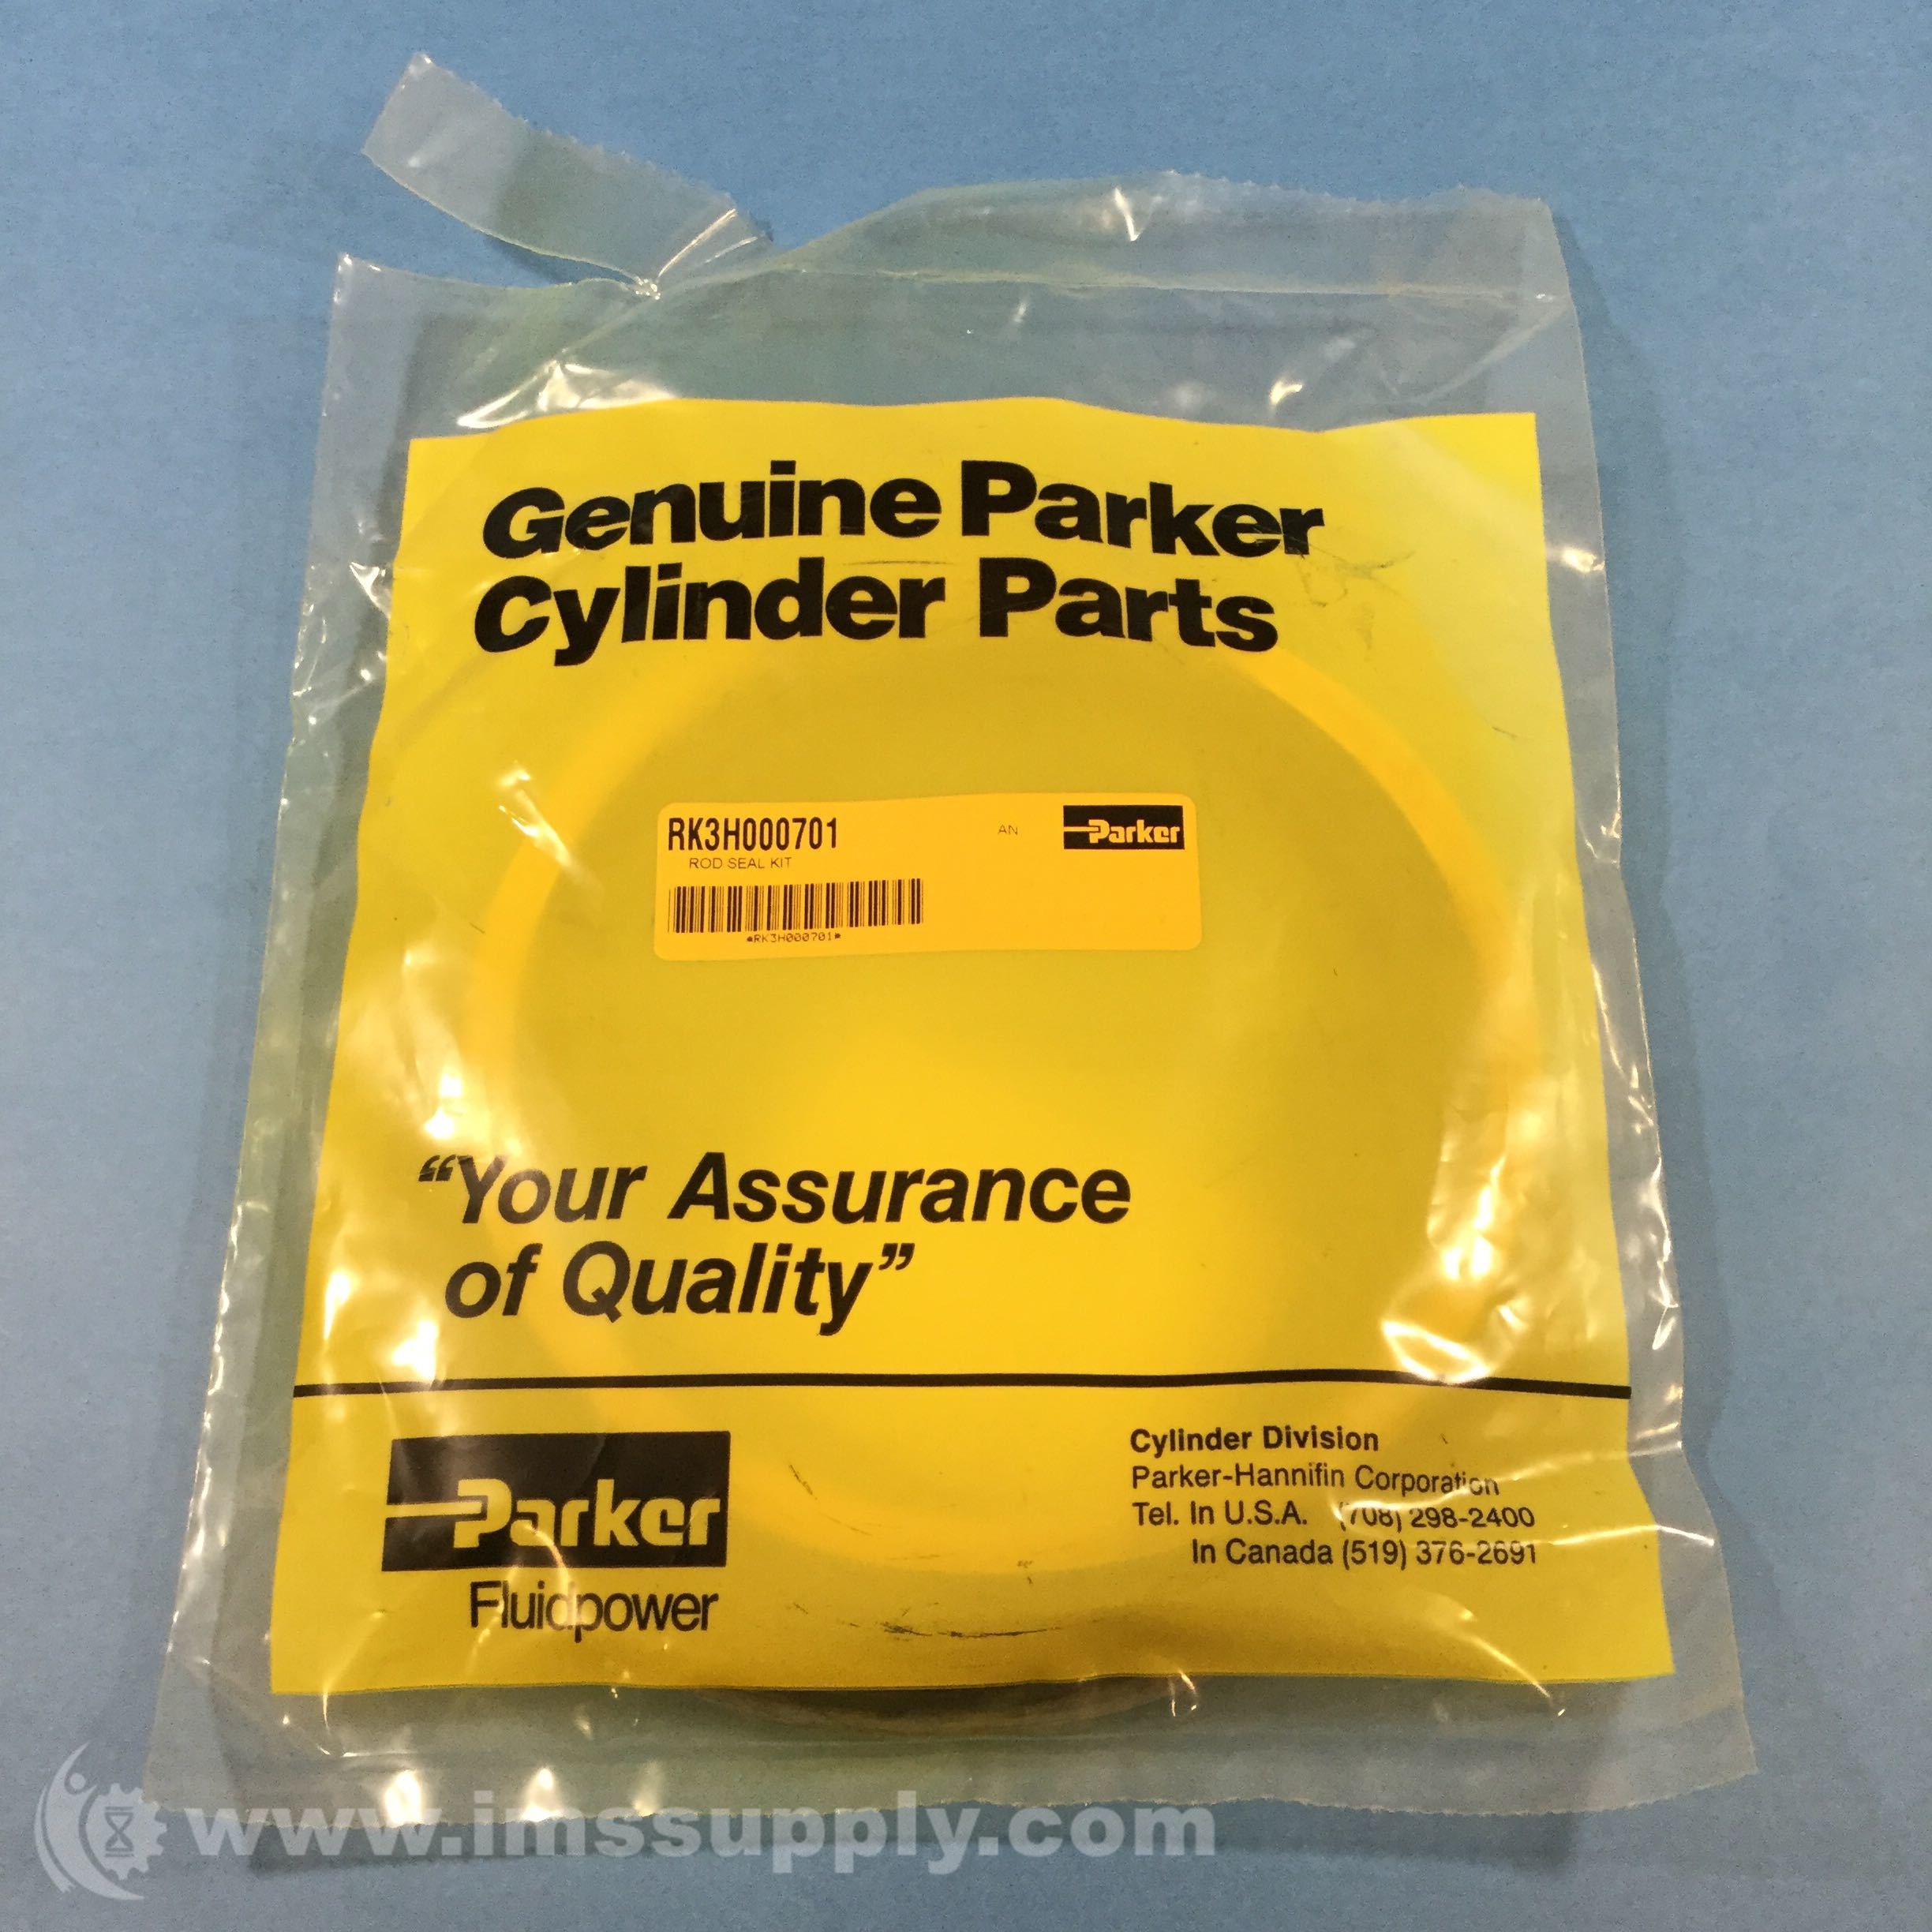 Genuine Parker
Cylinder Parts
RK3H000701
AN
Parker
ROD SEAL KIT
*RK3H000701*
“Your Assurance
of Quality”
Parker
Fluidpower
Cylinder Division
Parker-Hannifin Corporation
Tel. In U.S.A. (708) 298-2400
In Canada (519) 376-2691
www.imssupply.com